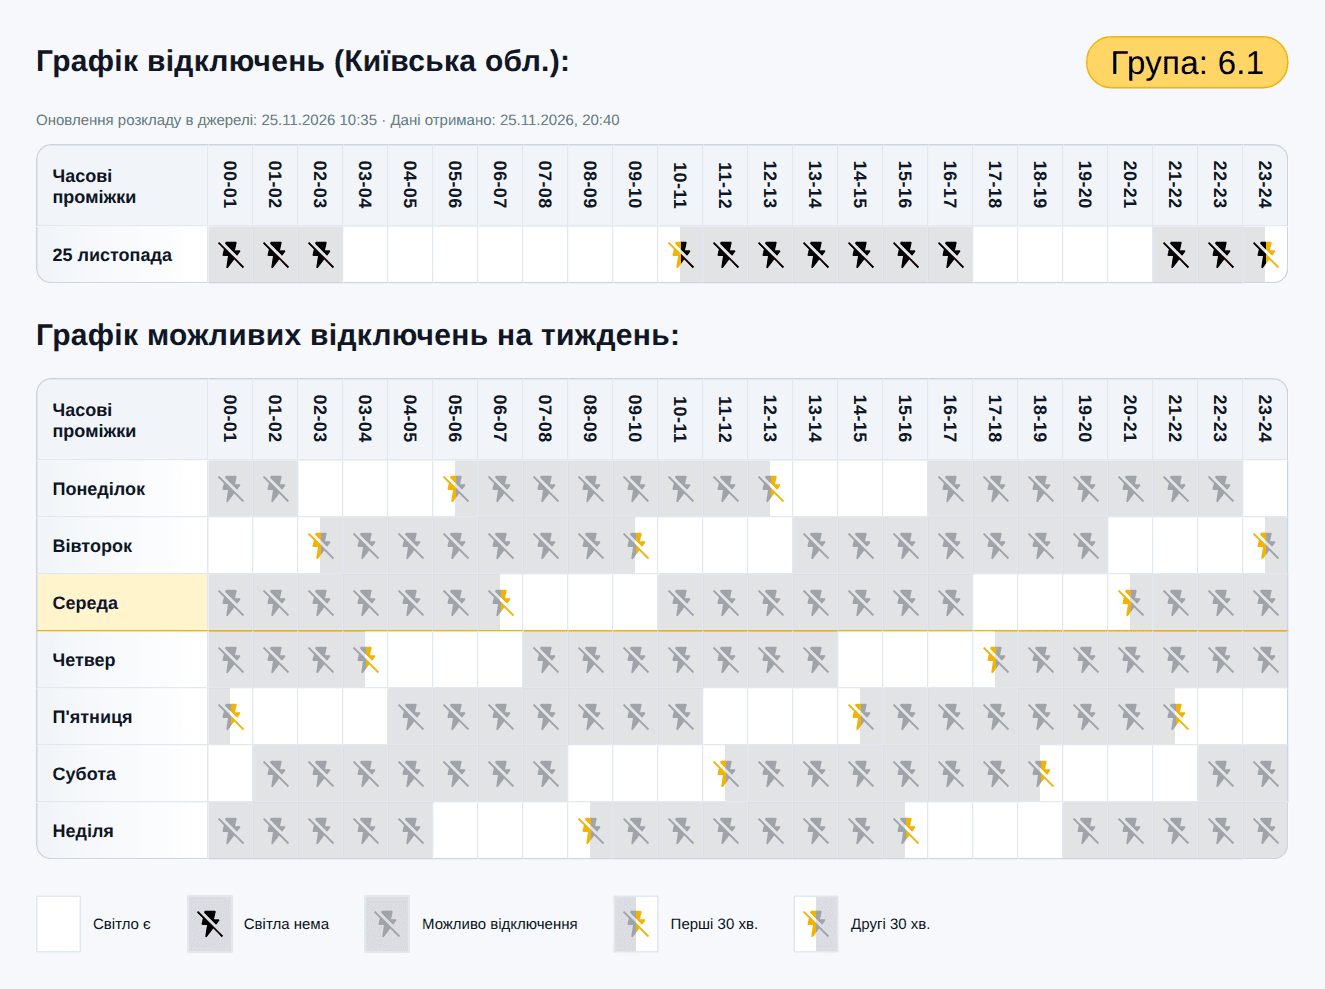 Графік відключень (Київська обл.):
Група: 6.1
Оновлення розкладу в джерелі: 25.11.2026 10:35 · Дані отримано: 25.11.2026, 20:40
Часові
проміжки
00-01 01-02 02-03 03-04 04-05 05-06 06-07 07-08 08-09 09-10 10-11 11-12 12-13 13-14 14-15 15-16 16-17 17-18 18-19 19-20 20-21 21-22 22-23 23-24
25 листопада
Графік можливих відключень на тиждень:
Часові
проміжки
00-01 01-02 02-03 03-04 04-05 05-06 06-07 07-08 08-09 09-10 10-11 11-12 12-13 13-14 14-15 15-16 16-17 17-18 18-19 19-20 20-21 21-22 22-23 23-24
Понеділок
Вівторок
Середа
Четвер
П'ятниця
Субота
Неділя
Світло є
Світла нема
Можливо відключення
Перші 30 хв.
Другі 30 хв.